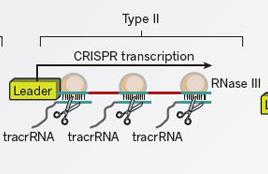 Type II
CRISPR transcription
RNase III
Leader
tracrRNA tracrRNA tracrRNA